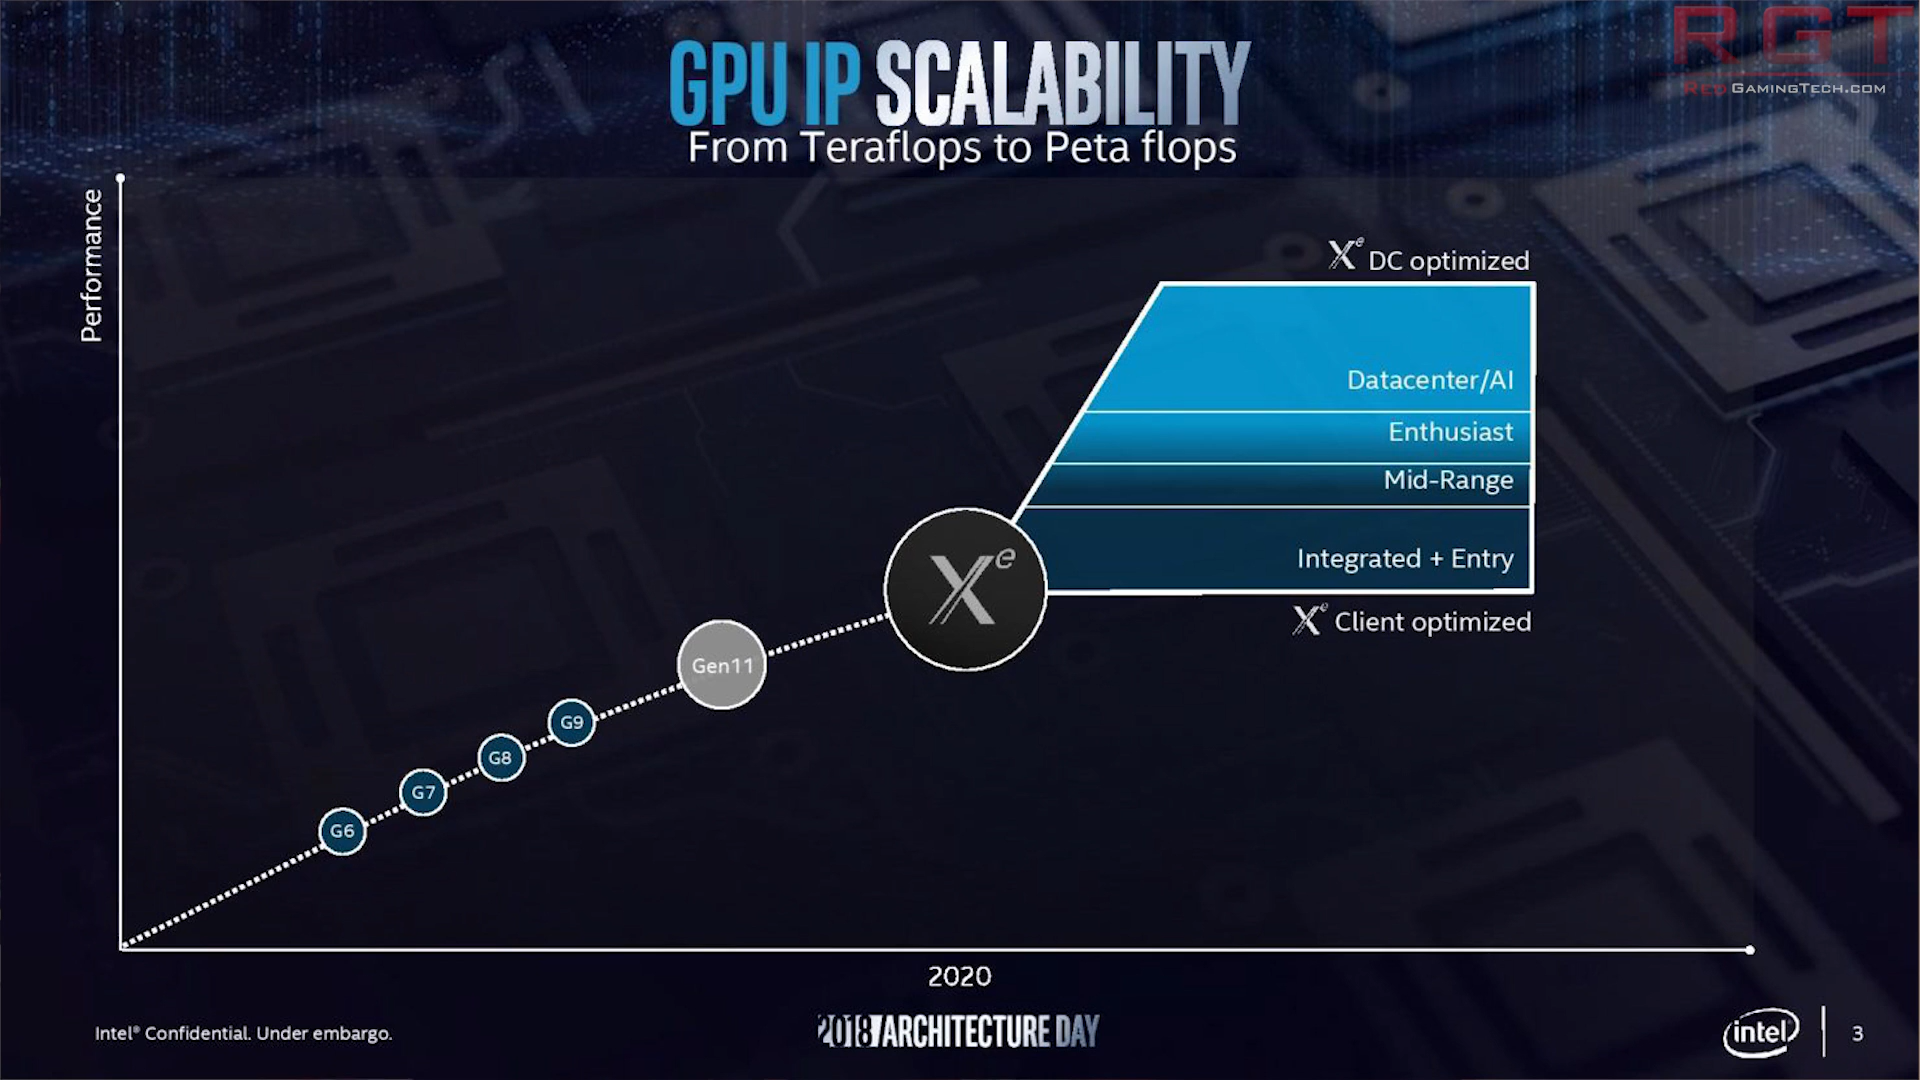 RGT
RED GAMINGTECH.COM
GPU IP SCALABILITY
From Teraflops to Peta flops
Performance
Xe DC optimized
Datacenter/AI
Enthusiast
Mid-Range
Integrated + Entry
Xe Client optimized
Xe
Gen11
G9
G8
G7
G6
2020
Intel® Confidential. Under embargo.
2018 ARCHITECTURE DAY
intel
3